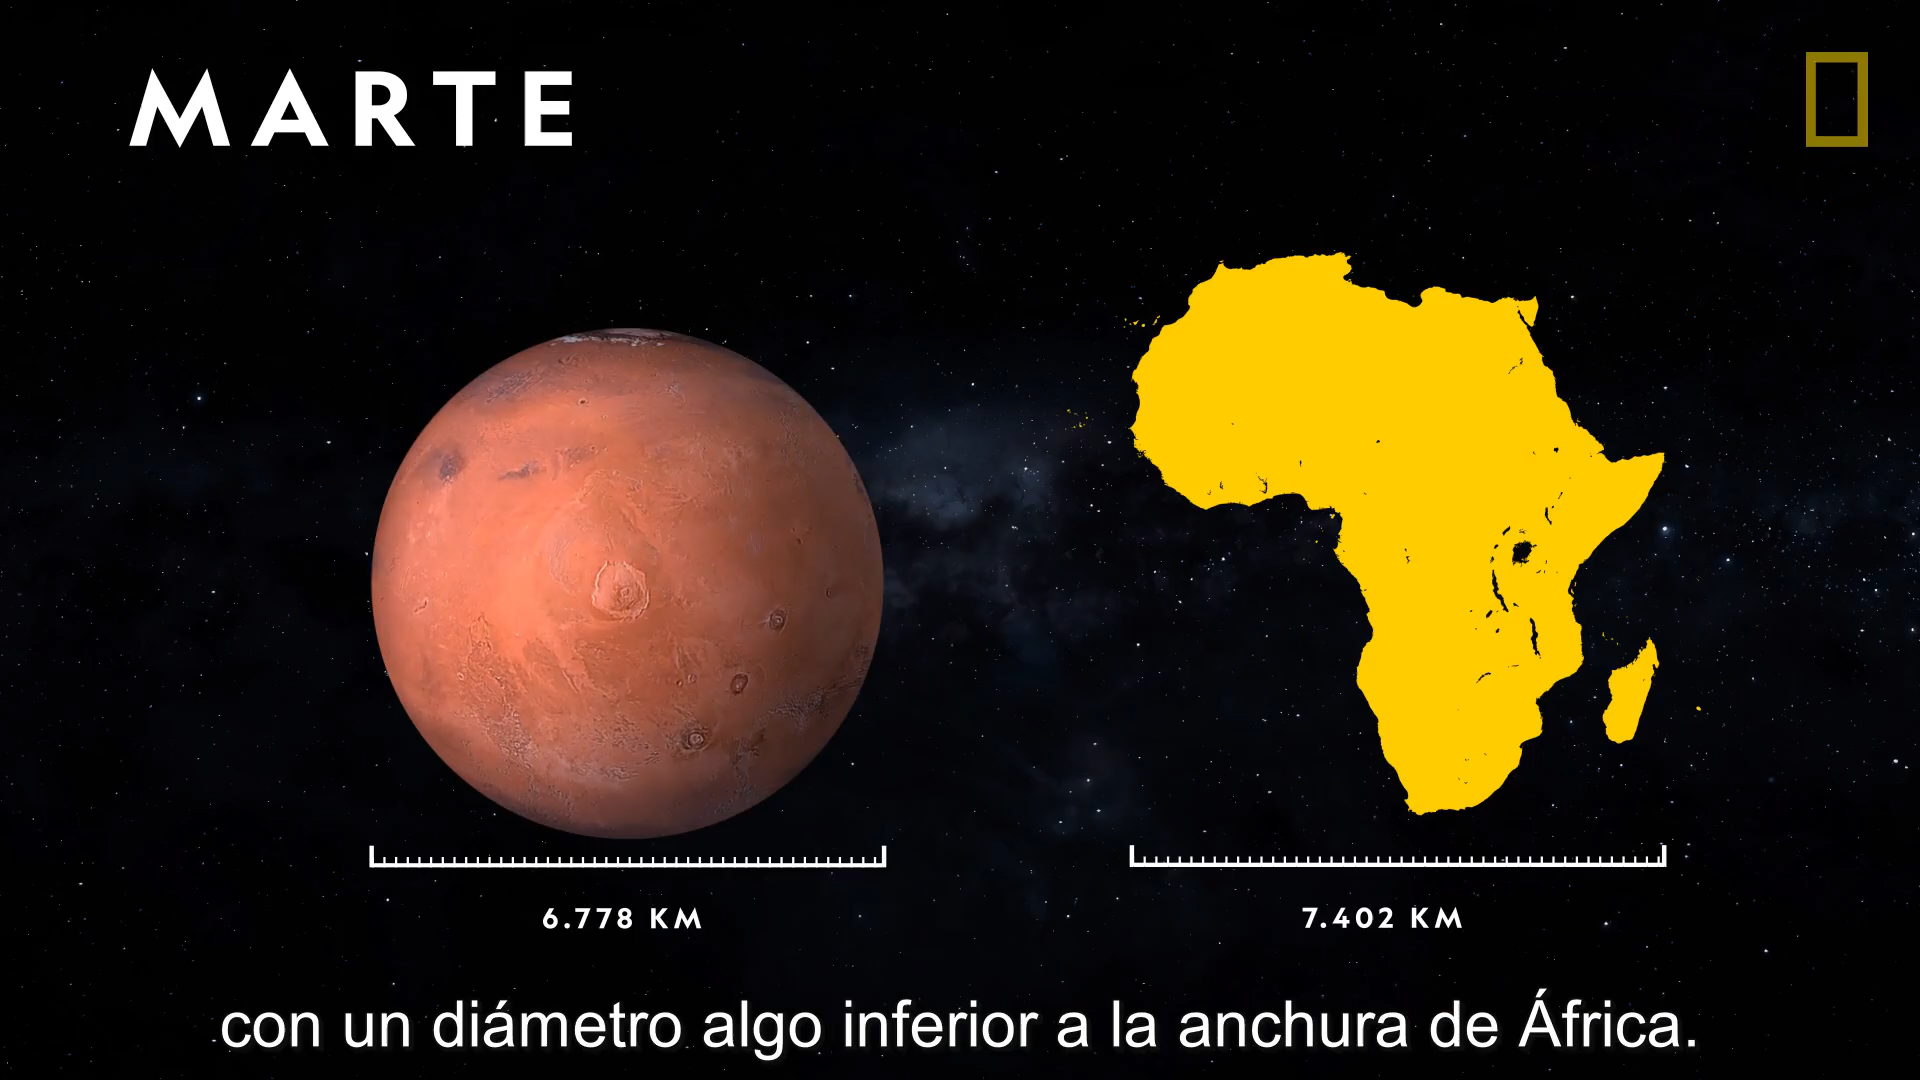 MARTE
6.778 KM
7.402 KM
con un diámetro algo inferior a la anchura de África.